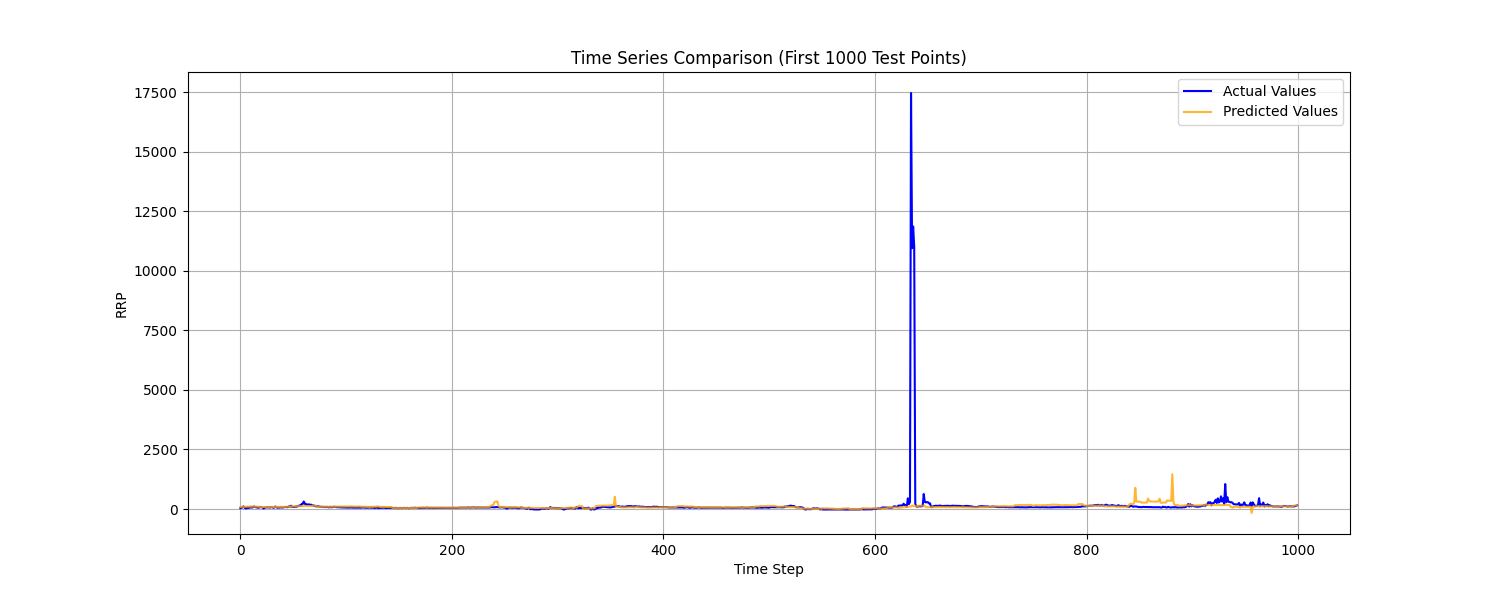 Time Series Comparison (First 1000 Test Points)
Actual Values
Predicted Values
17500
15000
12500
10000
7500
5000
2500
0
RRP
0 200 400 600 800 1000
Time Step